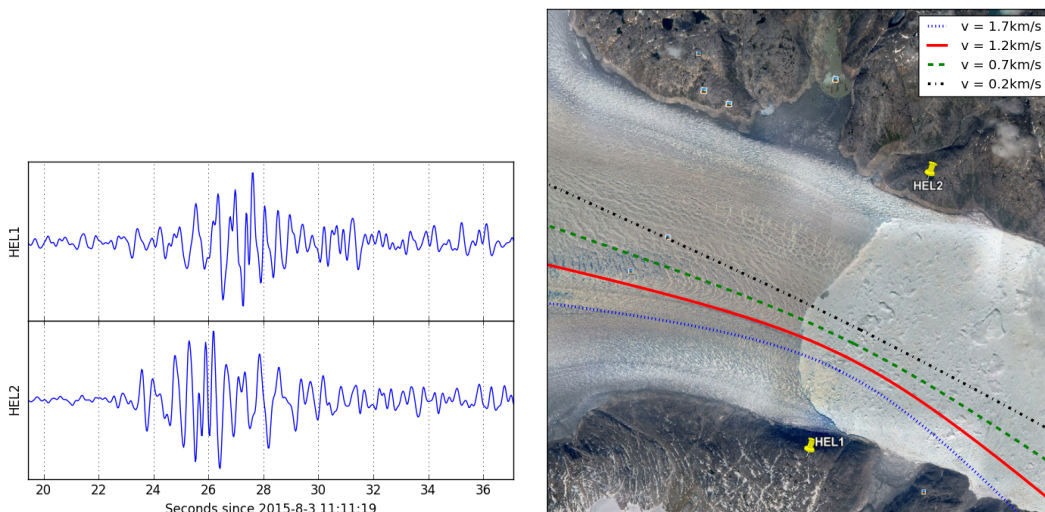 HEL1
HEL2
20 22 24 26 28 30 32 34 36
Seconds since 2015-8-3 11:11:19
v = 1.7km/s
v = 1.2km/s
v = 0.7km/s
v = 0.2km/s
HEL2
HEL1